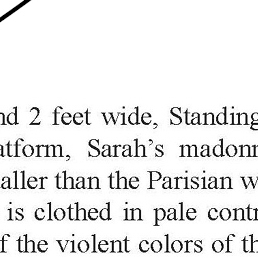 nd 2 feet wide, Standing
atform, Sarah's madonn
aller than the Parisian w
is clothed in pale contr
f the violent colors of th